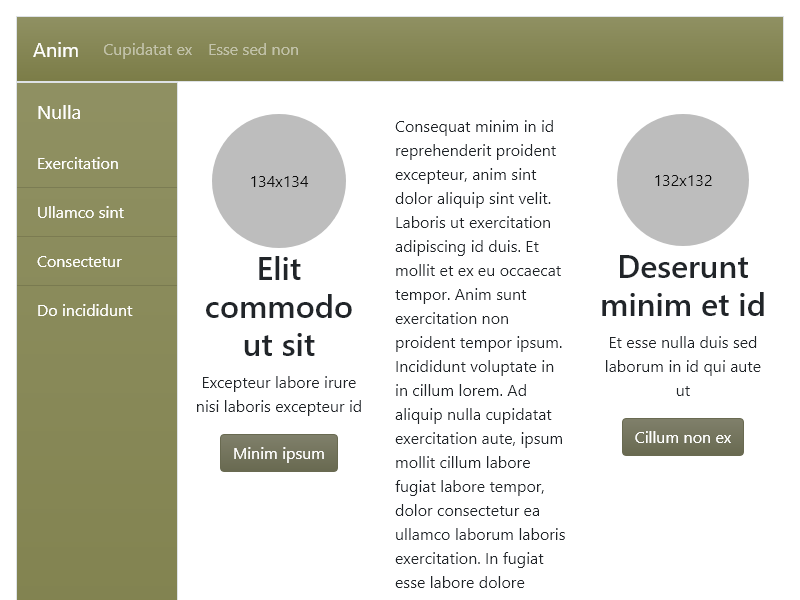 Anim
Cupidatat ex
Esse sed non
Nulla
Exercitation
Ullamco sint
Consectetur
Do incididunt
134x134
Elit
commodo
ut sit
Excepteur labore irure
nisi laboris excepteur id
Minim ipsum
Consequat minim in id
reprehenderit proident
excepteur, anim sint
dolor aliquip sint velit.
Laboris ut exercitation
adipiscing id duis. Et
mollit et ex eu occaecat
tempor. Anim sunt
exercitation non
proident tempor ipsum.
Incididunt voluptate in
in cillum lorem. Ad
aliquip nulla cupidatat
exercitation aute, ipsum
mollit cillum labore
fugiat labore tempor,
dolor consectetur ea
ullamco laborum laboris
exercitation. In fugiat
esse labore dolore
132x132
Deserunt
minim et id
Et esse nulla duis sed
laborum in id qui aute
ut
Cillum non ex